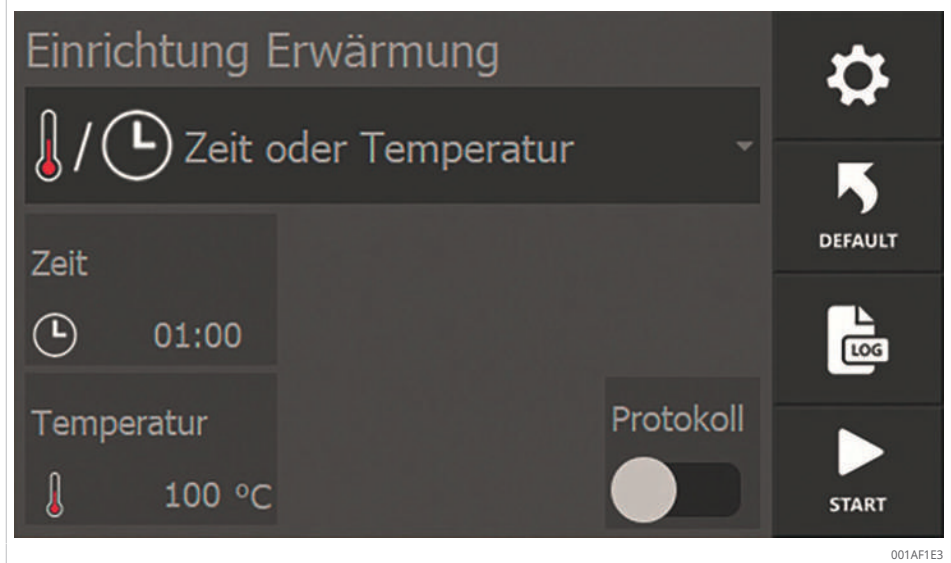 Einrichtung Erwärmung
/ Zeit oder Temperatur
DEFAULT
Zeit
01:00
LOG
Temperatur
Protokoll
100 °C
START
001AF1E3